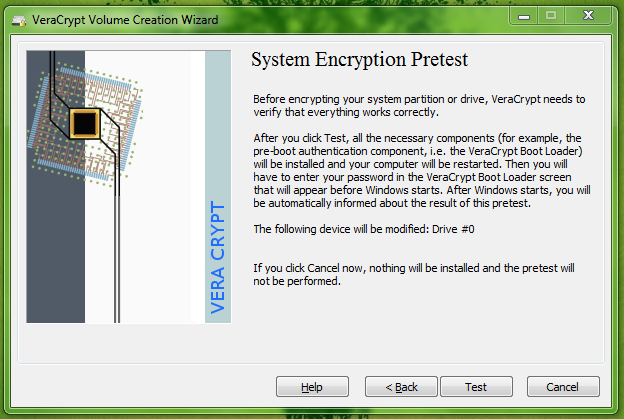 VeraCrypt Volume Creation Wizard
System Encryption Pretest
Before encrypting your system partition or drive, VeraCrypt needs to
verify that everything works correctly.
After you click Test, all the necessary components (for example, the
pre-boot authentication component, i.e. the VeraCrypt Boot Loader)
will be installed and your computer will be restarted. Then you will
have to enter your password in the VeraCrypt Boot Loader screen
that will appear before Windows starts. After Windows starts, you will
be automatically informed about the result of this pretest.
The following device will be modified: Drive #0
If you click Cancel now, nothing will be installed and the pretest will
not be performed.
VERA CRYPT
Help
< Back
Test
Cancel